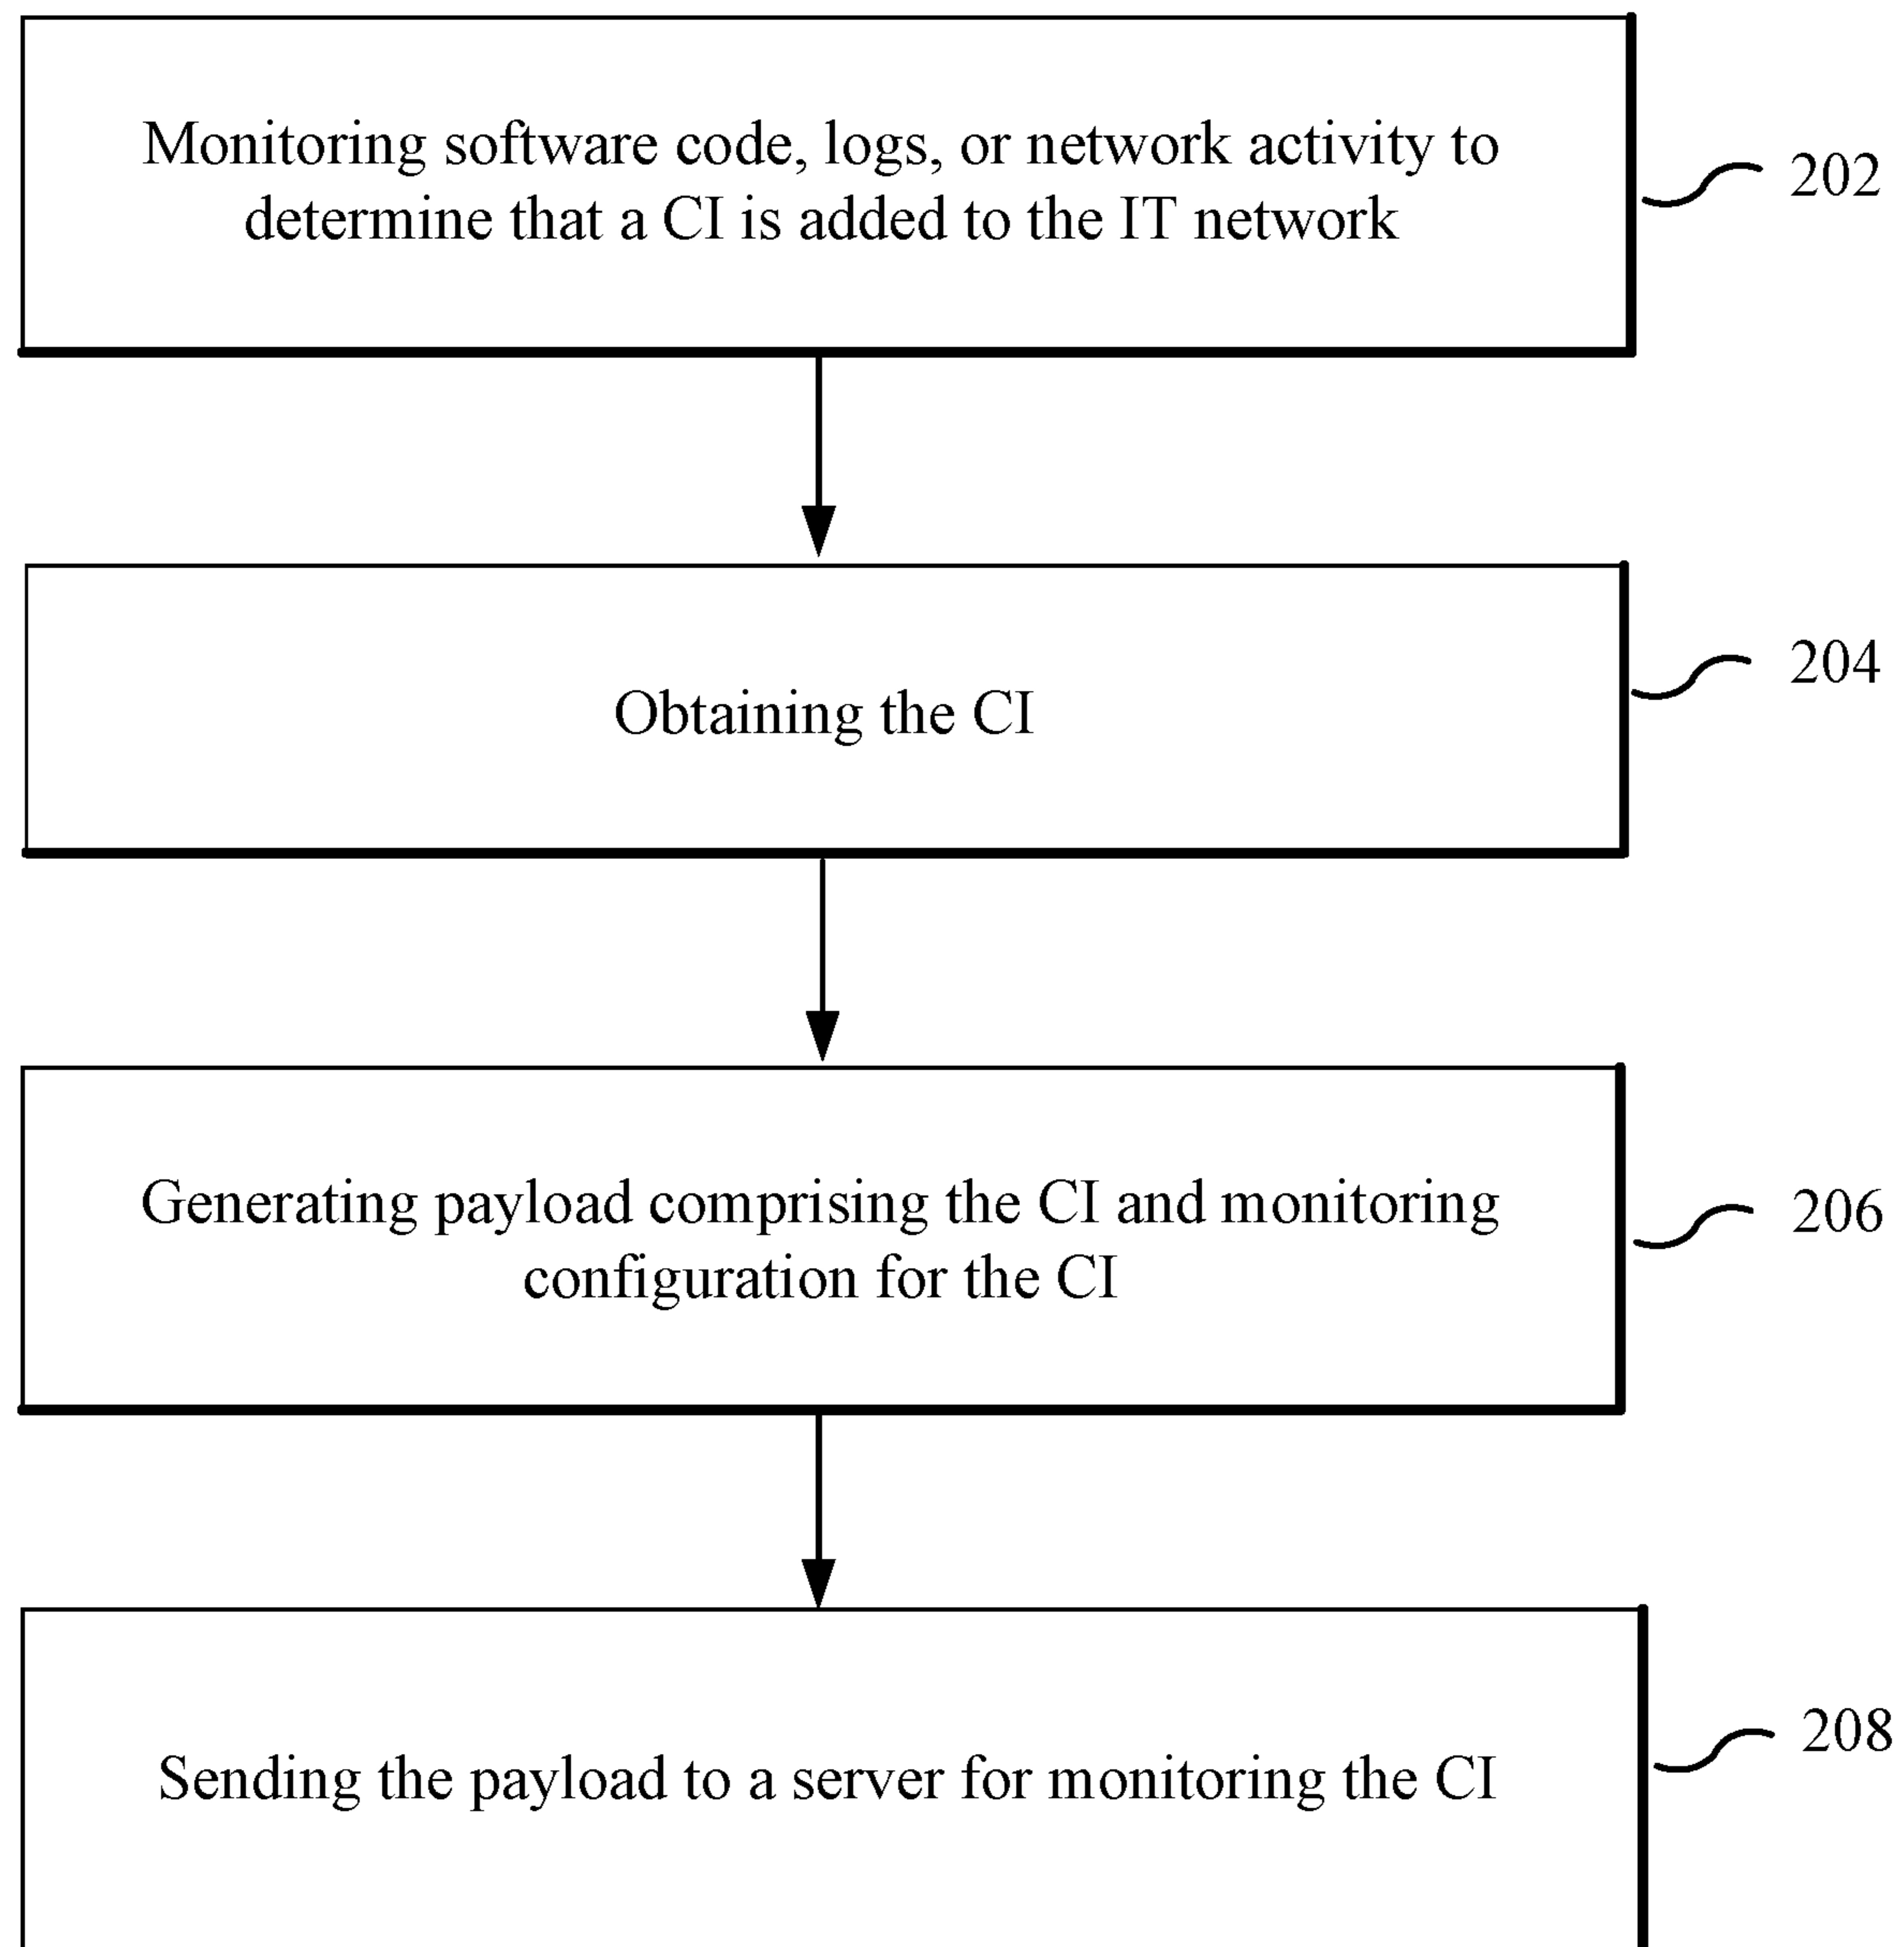 Monitoring software code, logs, or network activity to
determine that a CI is added to the IT network
202
Obtaining the CI
204
Generating payload comprising the CI and monitoring
configuration for the CI
206
Sending the payload to a server for monitoring the CI
208